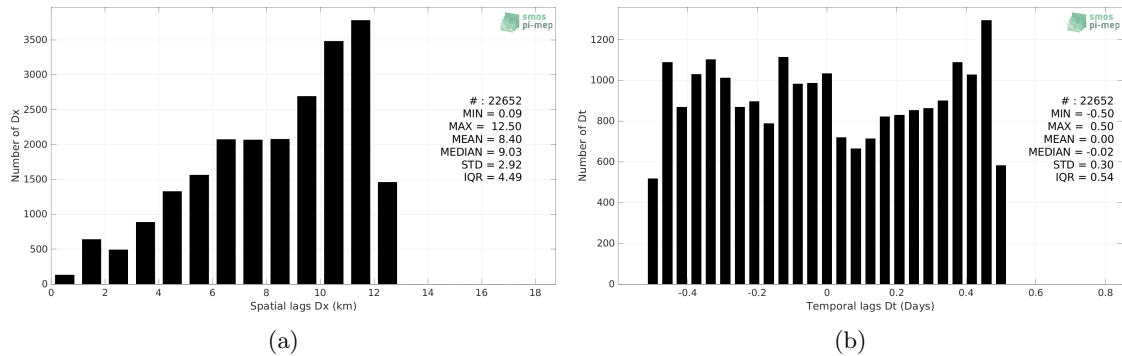 smos
pi-mep
3500
3000
2500
2000
1500
1000
500
0
Number of Dx
# : 22652
MIN = 0.09
MAX = 12.50
MEAN = 8.40
MEDIAN = 9.03
STD = 2.92
IQR = 4.49
0 2 4 6 8 10 12 14 16 18
Spatial lags Dx (km)
(a)
smos
pi-mep
1200
1000
800
600
400
200
0
Number of Dt
# : 22652
MIN = -0.50
MAX = 0.50
MEAN = 0.00
MEDIAN = -0.02
STD = 0.30
IQR = 0.54
-0.4 -0.2 0 0.2 0.4 0.6 0.8
Temporal lags Dt (Days)
(b)